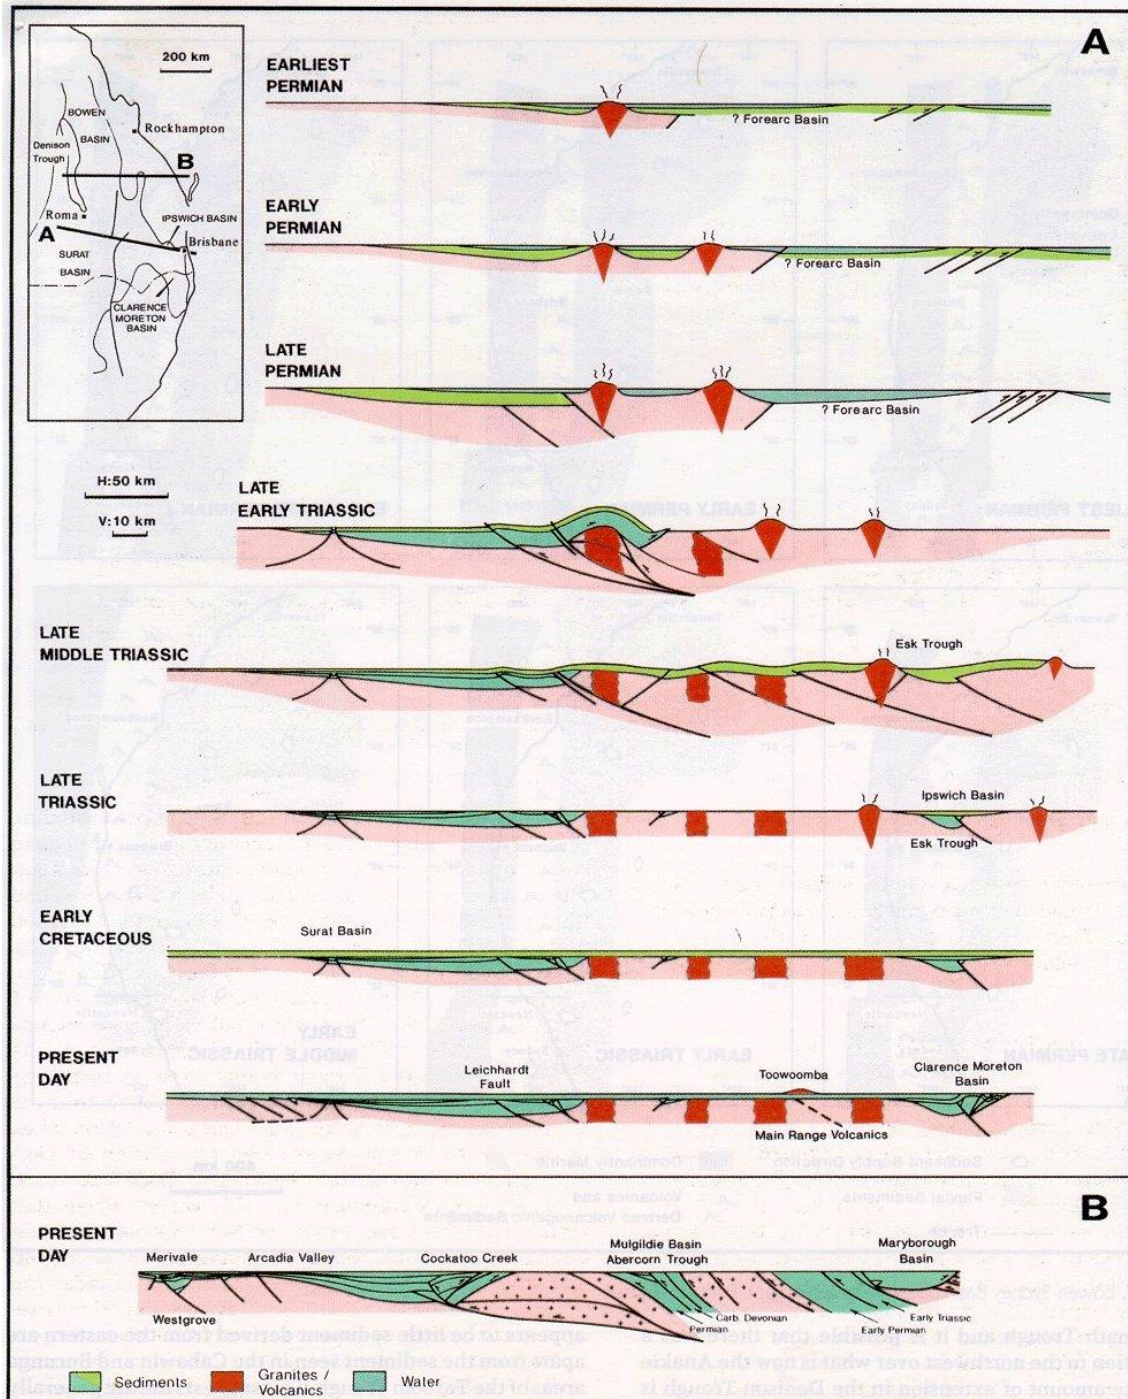 A
200 km
BOWEN
BASIN
Rockhampton
Denison
Trough
B
Roma
IPSWICH BASIN
A
Brisbane
SURAT
BASIN
CLARENCE
MORETON
BASIN
EARLIEST
PERMIAN
? Forearc Basin
EARLY
PERMIAN
? Forearc Basin
LATE
PERMIAN
? Forearc Basin
H:50 km
V:10 km
LATE
EARLY TRIASSIC
LATE
MIDDLE TRIASSIC
Esk Trough
LATE
TRIASSIC
Ipswich Basin
Esk Trough
EARLY
CRETACEOUS
Surat Basin
PRESENT
DAY
Leichhardt
Fault
Toowoomba
Clarence Moreton
Basin
Main Range Volcanics
B
PRESENT
DAY
Merivale
Arcadia Valley
Cockatoo Creek
Mulgildie Basin
Abercorn Trough
Maryborough
Basin
Westgrove
Carb. Devonian
Permian
Early Triassic
Early Permian
Sediments
Granites /
Volcanics
Water